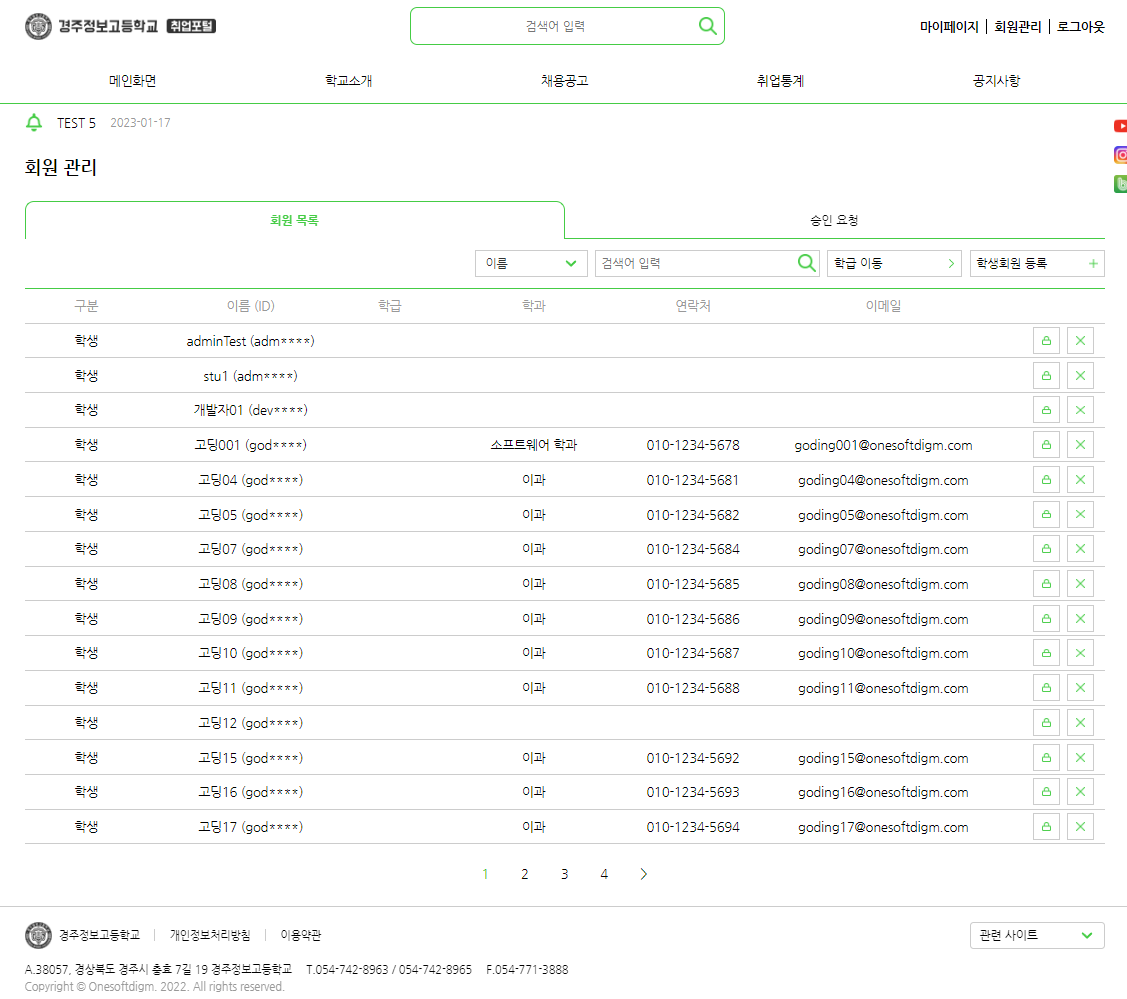 경주정보고등학교 취업포털 검색어 입력 마이페이지 | 회원관리 | 로그아웃
메인화면 학교소개 채용공고 취업통계 공지사항
TEST 5 2023-01-17
회원 관리
회원 목록 승인 요청
이름 검색어 입력 학급 이동 학생회원 등록 +
구분 이름 (ID) 학급 학과 연락처 이메일
학생 adminTest (adm****)
학생 stu1 (adm****)
학생 개발자01 (dev****)
학생 고딩001 (god****) 소프트웨어 학과 010-1234-5678 goding001@onesoftdigm.com
학생 고딩04 (god****) 이과 010-1234-5681 goding04@onesoftdigm.com
학생 고딩05 (god****) 이과 010-1234-5682 goding05@onesoftdigm.com
학생 고딩07 (god****) 이과 010-1234-5684 goding07@onesoftdigm.com
학생 고딩08 (god****) 이과 010-1234-5685 goding08@onesoftdigm.com
학생 고딩09 (god****) 이과 010-1234-5686 goding09@onesoftdigm.com
학생 고딩10 (god****) 이과 010-1234-5687 goding10@onesoftdigm.com
학생 고딩11 (god****) 이과 010-1234-5688 goding11@onesoftdigm.com
학생 고딩12 (god****)
학생 고딩15 (god****) 이과 010-1234-5692 goding15@onesoftdigm.com
학생 고딩16 (god****) 이과 010-1234-5693 goding16@onesoftdigm.com
학생 고딩17 (god****) 이과 010-1234-5694 goding17@onesoftdigm.com
1 2 3 4 >
경주정보고등학교 | 개인정보처리방침 | 이용약관 관련 사이트
A.38057, 경상북도 경주시 충효 7길 19 경주정보고등학교 T.054-742-8963 / 054-742-8965 F.054-771-3888
Copyright © Onesoftdigm. 2022. All rights reserved.